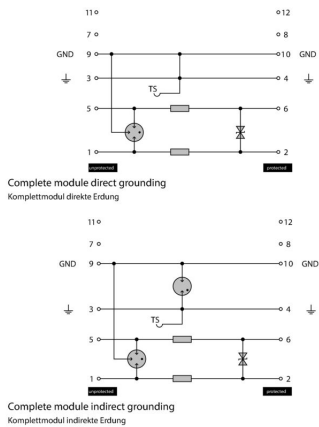 11 12
7 8
GND 9 10 GND
3 4
TS
5 6
1 2
unprotected protected
Complete module direct grounding
Komplettmodul direkte Erdung
11 12
7 8
GND 9 10 GND
3 4
TS
5 6
1 2
unprotected protected
Complete module indirect grounding
Komplettmodul indirekte Erdung